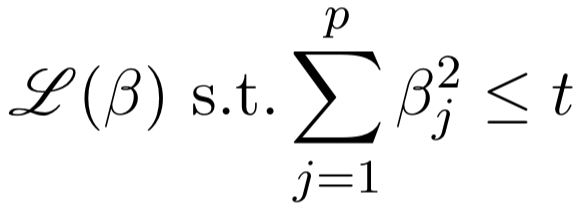 ℒ(β) s.t. ∑_{j=1}^{p} β_j^2 ≤ t